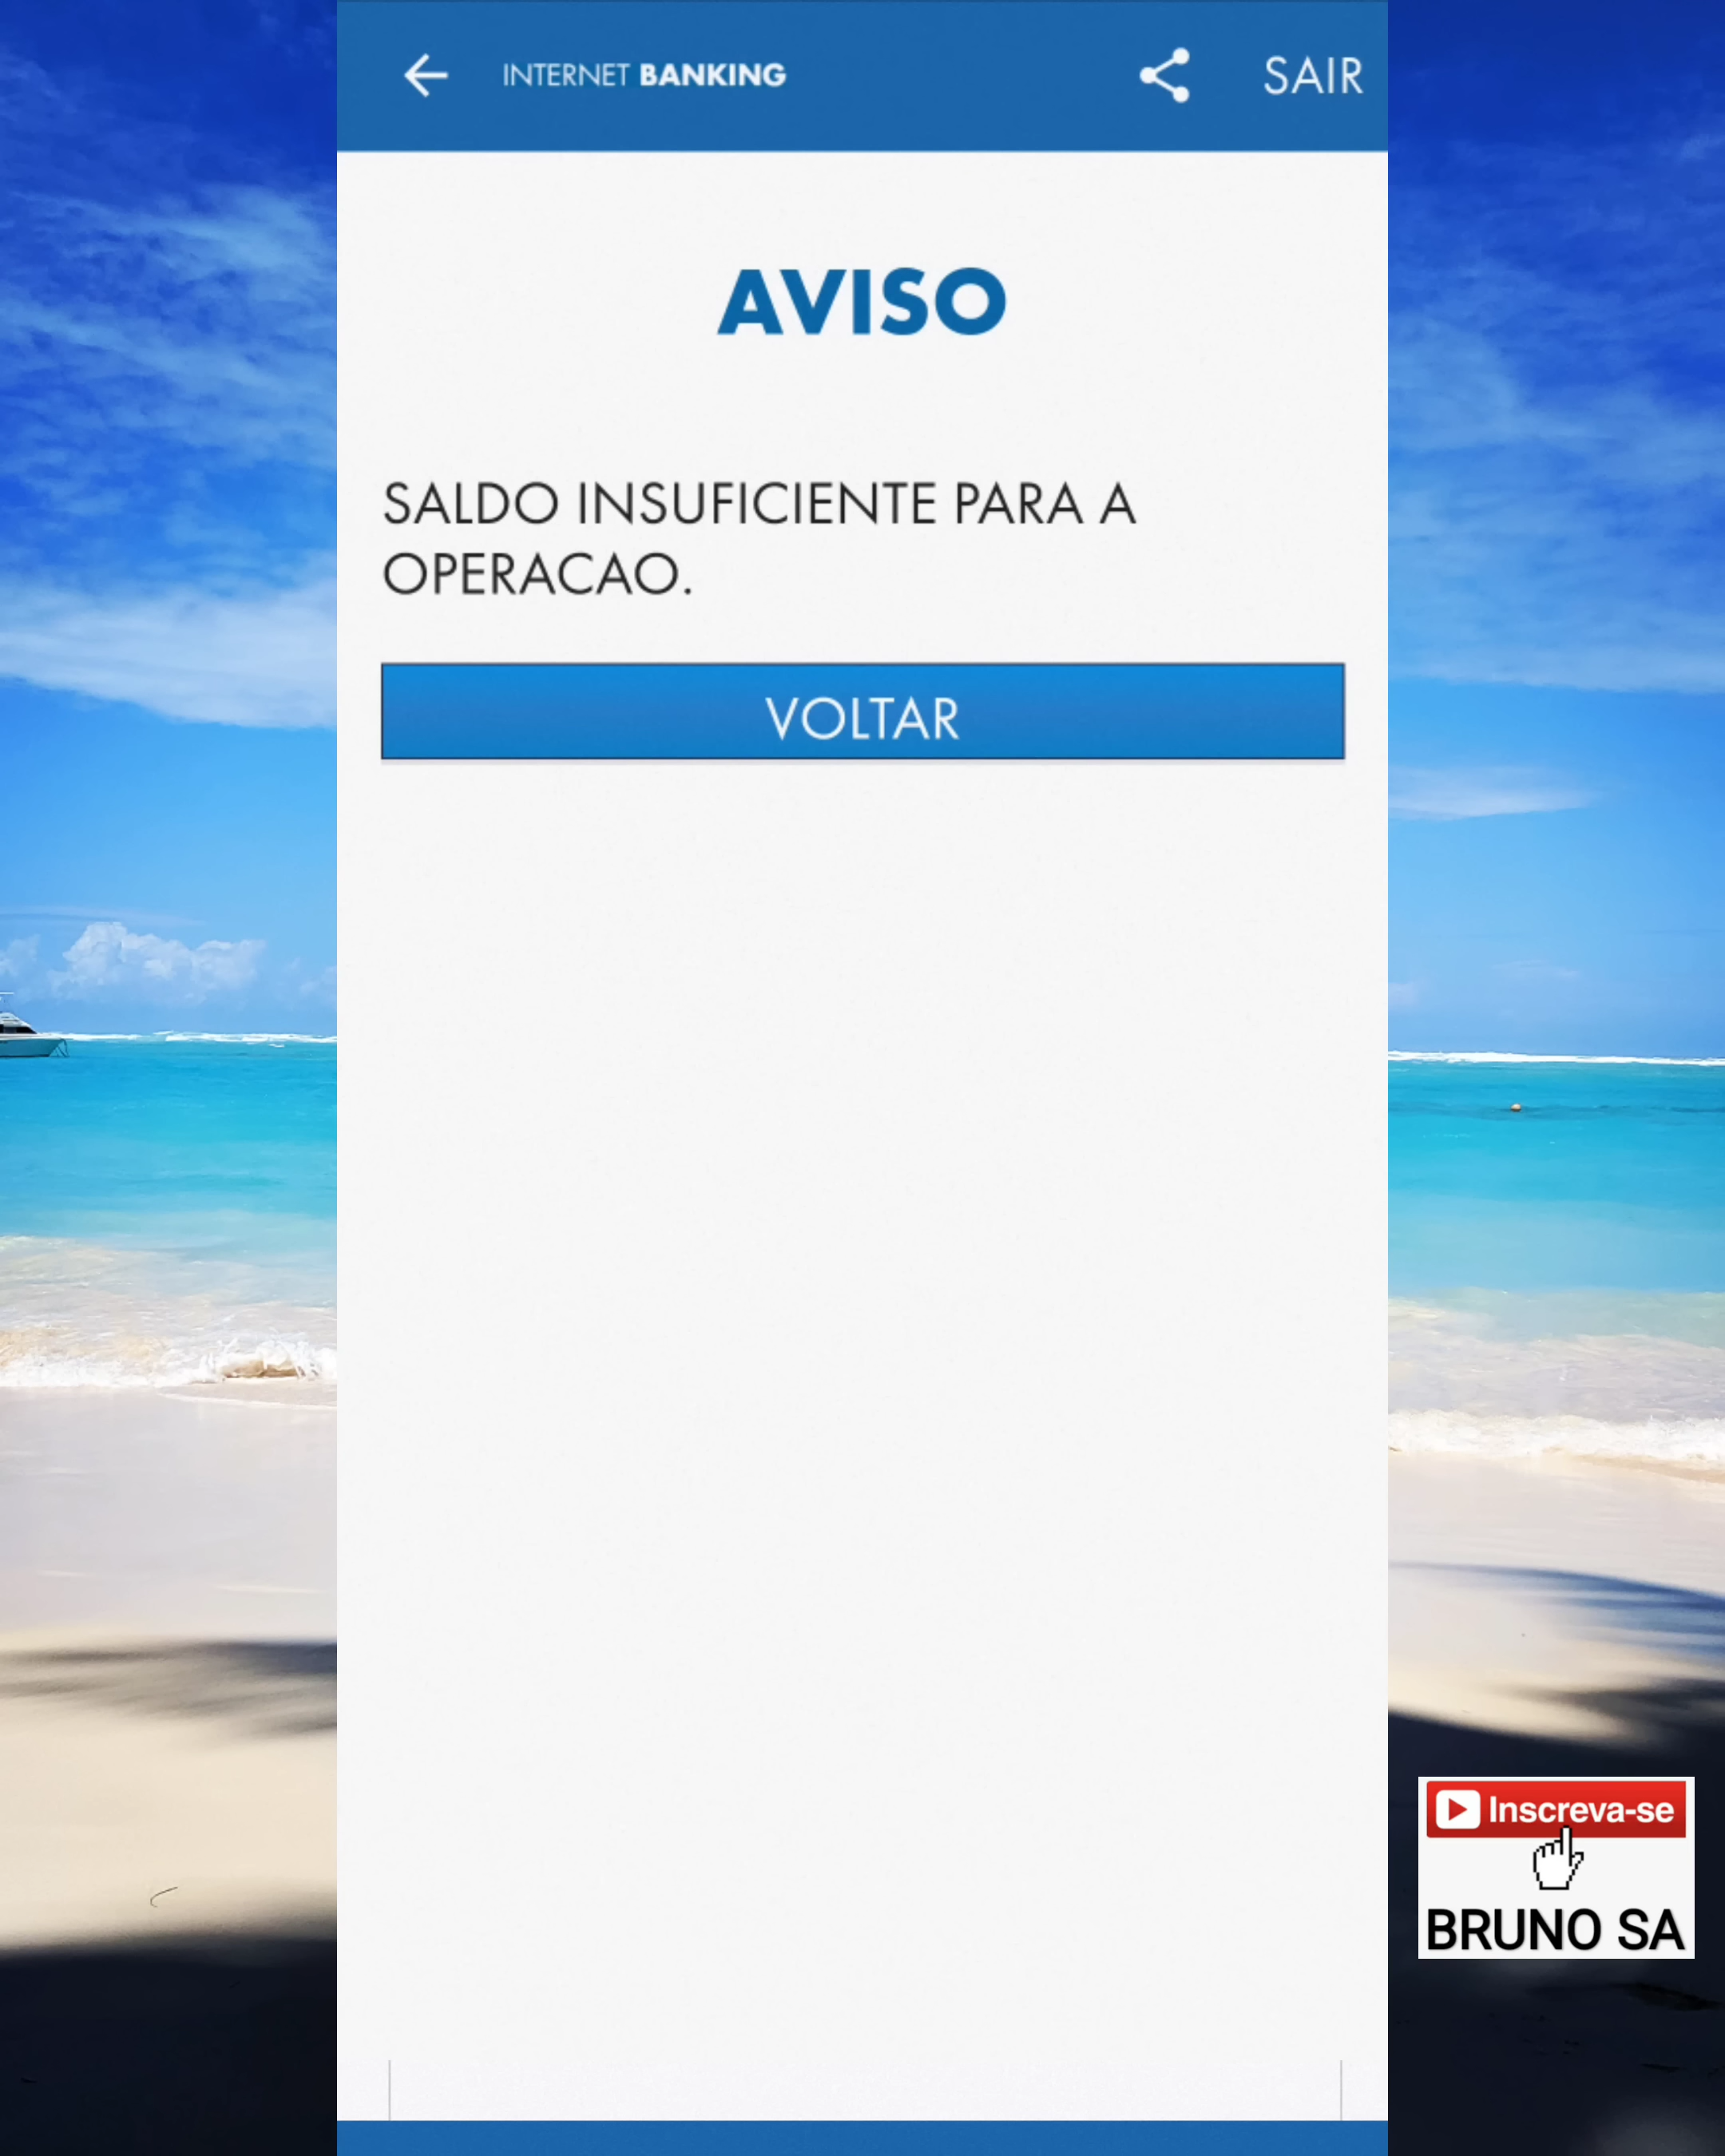 INTERNET BANKING
SAIR
AVISO
SALDO INSUFICIENTE PARA A
OPERACAO.
VOLTAR
Inscreva-se
BRUNO SA